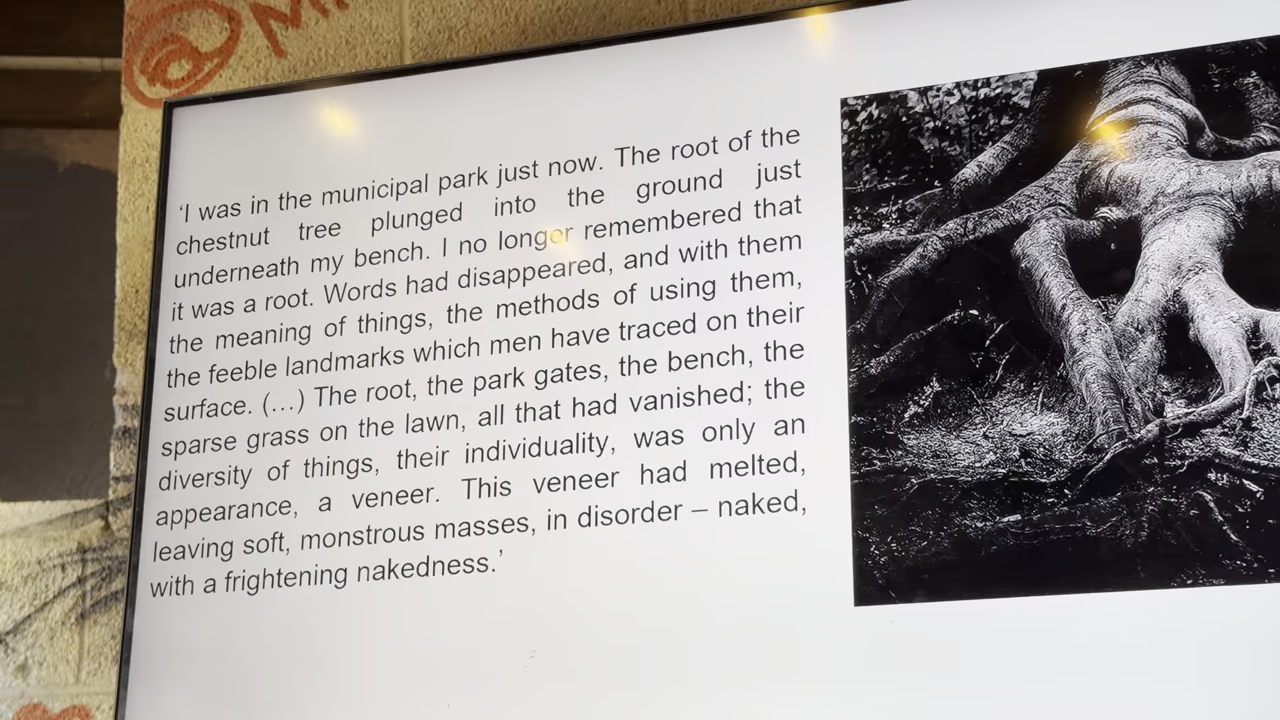 @MI
'I was in the municipal park just now. The root of the
chestnut tree plunged into the ground just
underneath my bench. I no longer remembered that
it was a root. Words had disappeared, and with them
the meaning of things, the methods of using them,
the feeble landmarks which men have traced on their
surface. (…) The root, the park gates, the bench, the
sparse grass on the lawn, all that had vanished; the
diversity of things, their individuality, was only an
appearance, a veneer. This veneer had melted,
leaving soft, monstrous masses, in disorder – naked,
with a frightening nakedness.'